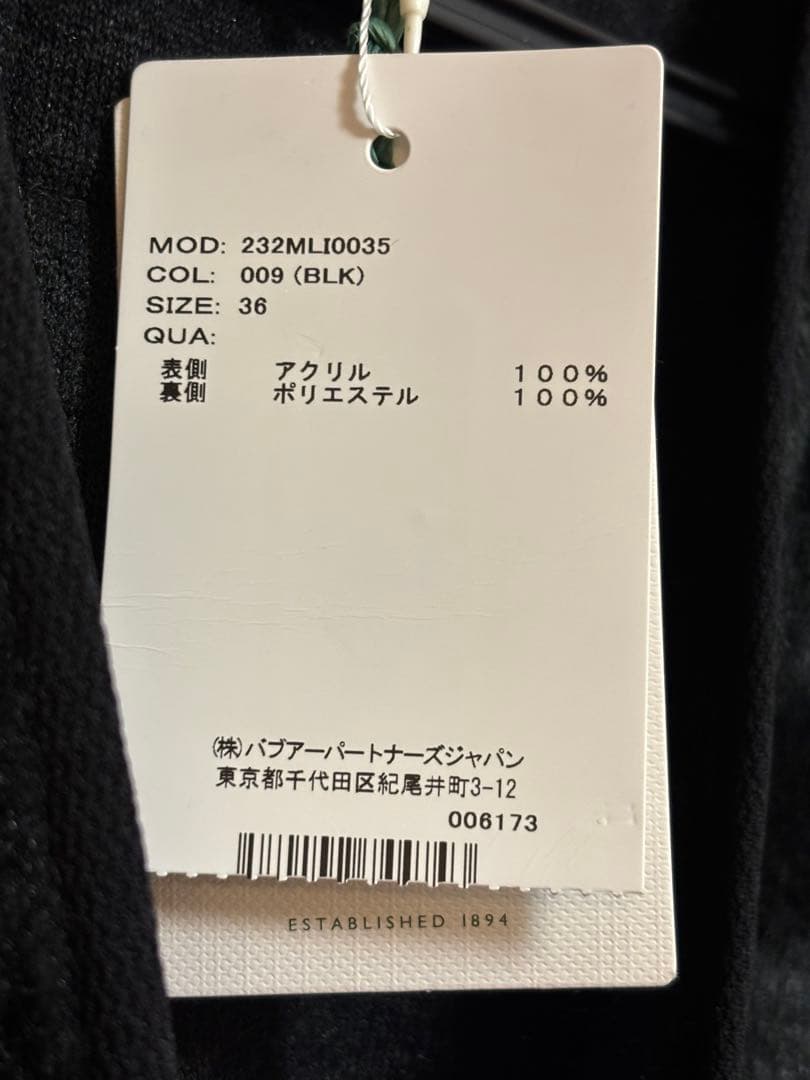 MOD: 232MLI0035
COL: 009 (BLK)
SIZE: 36
QUA:
表側 アクリル 100%
裏側 ポリエステル 100%
(株)バブアーパートナーズジャパン
東京都千代田区紀尾井町3-12
006173
ESTABLISHED 1894